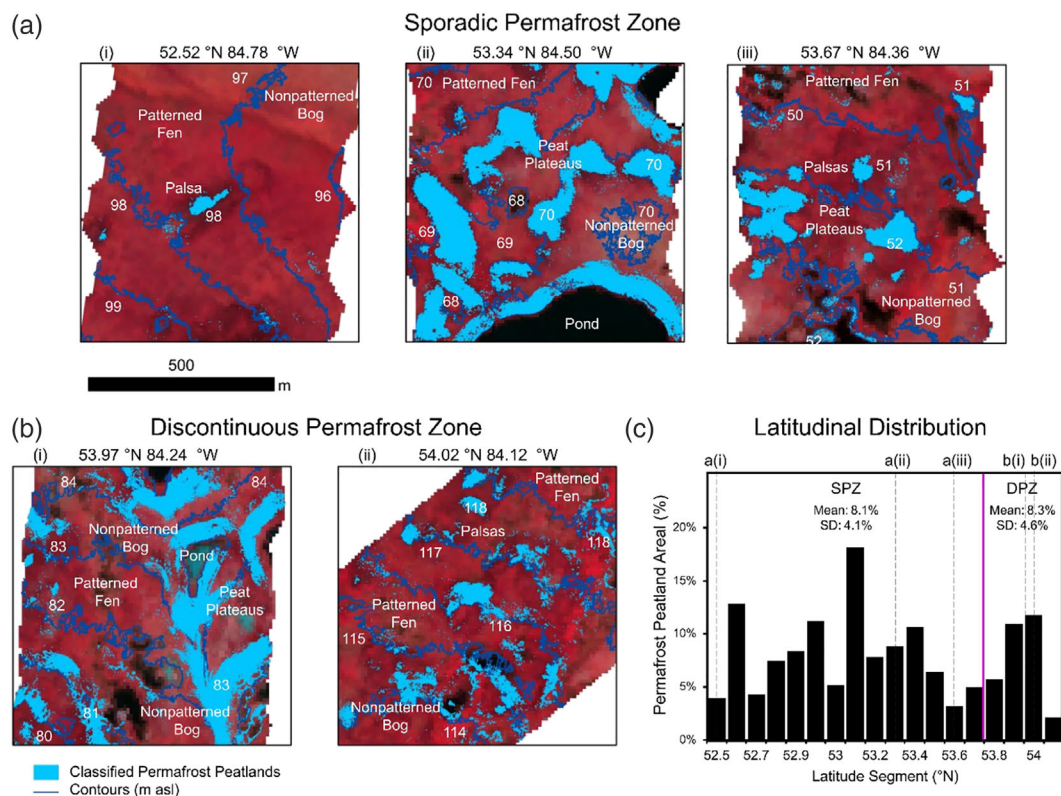 (a)
Sporadic Permafrost Zone
(i) 52.52 °N 84.78 °W
(ii) 53.34 °N 84.50 °W
(iii) 53.67 °N 84.36 °W
97
Nonpatterned
Bog
Patterned
Fen
Palsa
98
98
96
99
70
Patterned Fen
Peat
Plateaus
70
68
70
70
Nonpatterned
Bog
69
69
68
Pond
Patterned Fen
51
50
Palsas
51
Peat
Plateaus
52
51
Nonpatterned
Bog
52
500
m
(b)
Discontinuous Permafrost Zone
(i) 53.97 °N 84.24 °W
(ii) 54.02 °N 84.12 °W
84
84
Nonpatterned
Bog
83
Pond
Patterned
Fen
82
Peat
Plateaus
83
81
Nonpatterned
Bog
80
Patterned
Fen
118
Palsas
118
117
Patterned
Fen
116
115
Nonpatterned
Bog
114
Classified Permafrost Peatlands
Contours (m asl)
(c)
Latitudinal Distribution
a(i) a(ii) a(iii) b(i) b(ii)
SPZ DPZ
Mean: 8.1% Mean: 8.3%
SD: 4.1% SD: 4.6%
Permafrost Peatland Areal (%)
20%
15%
10%
5%
0%
52.5 52.7 52.9 53 53.2 53.4 53.6 53.8 54
Latitude Segment (°N)